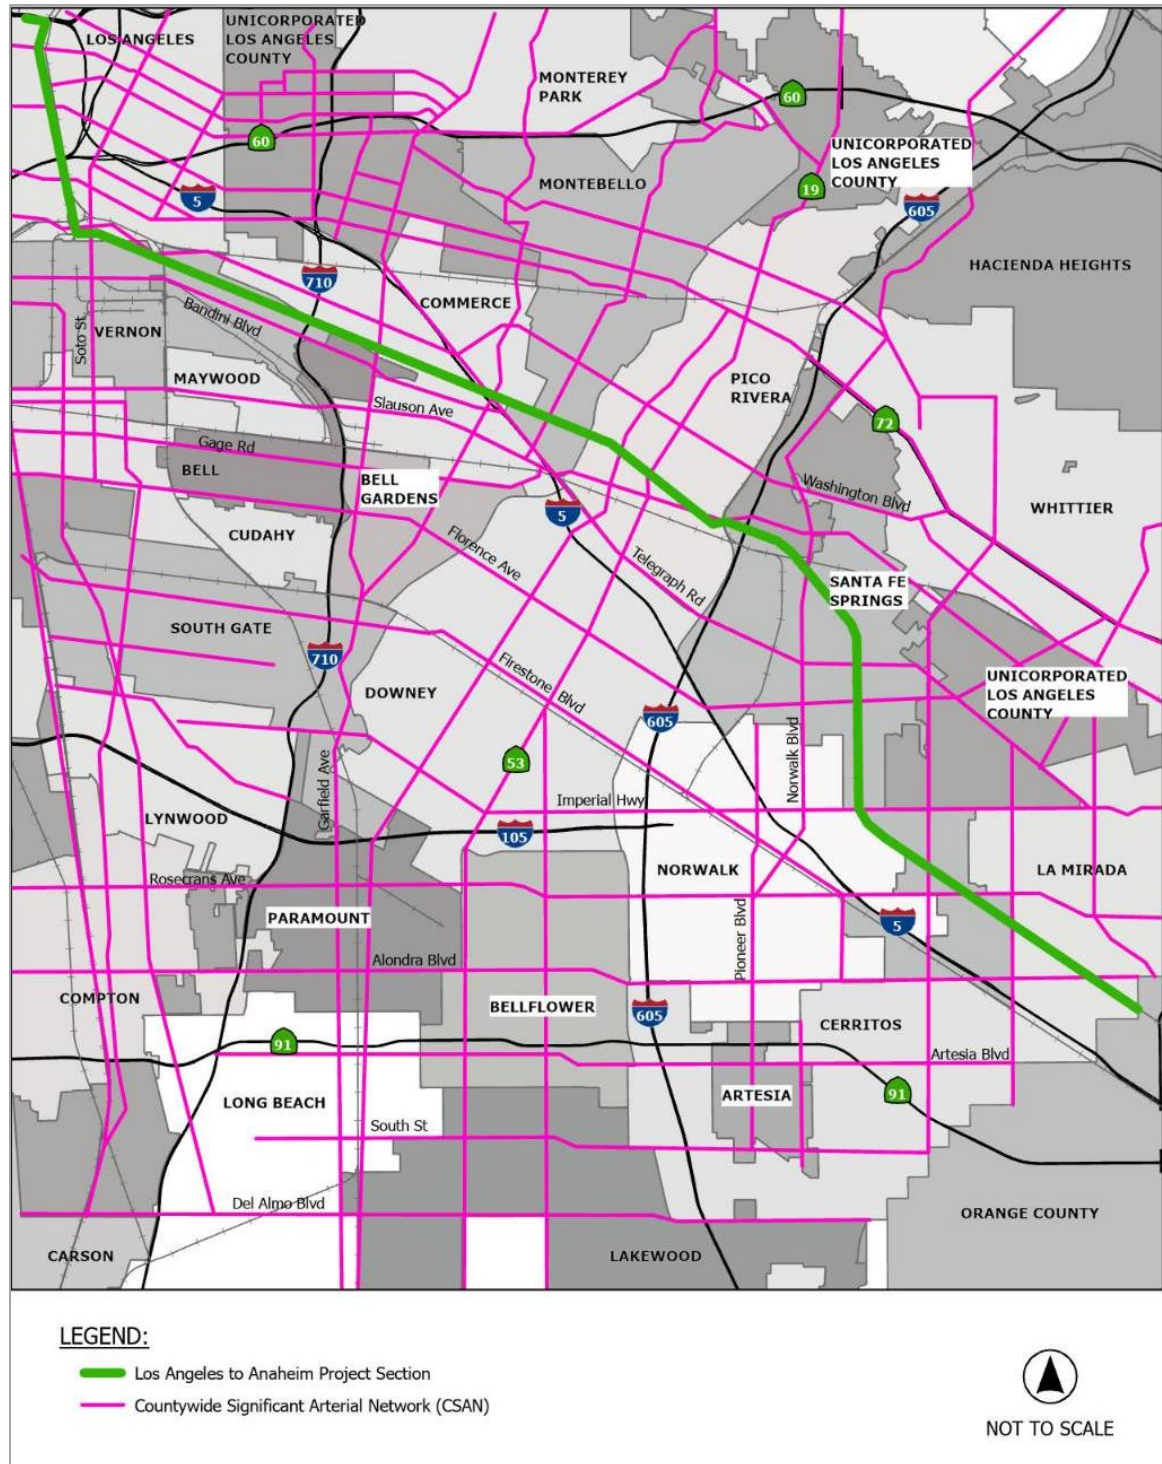 LOS ANGELES
UNICORPORATED
LOS ANGELES
COUNTY
MONTEREY
PARK
60
60
UNICORPORATED
LOS ANGELES
COUNTY
MONTEBELLO
19
5
605
HACIENDA HEIGHTS
710
COMMERCE
Bandini Blvd
VERNON
Soto St
MAYWOOD
PICO
RIVERA
Slauson Ave
72
Gage Rd
BELL
BELL
GARDENS
Washington Blvd
WHITTIER
5
CUDAHY
Florence Ave
Telegraph Rd
SANTA FE
SPRINGS
SOUTH GATE
710
DOWNEY
Firestone Blvd
UNICORPORATED
LOS ANGELES
COUNTY
605
Norwalk Blvd
53
Garfield Ave
Imperial Hwy
LYNWOOD
105
NORWALK
LA MIRADA
Rosecrans Ave
PARAMOUNT
5
Pioneer Blvd
Alondra Blvd
COMPTON
BELLFLOWER
605
CERRITOS
91
Artesia Blvd
LONG BEACH
ARTESIA
91
South St
Del Almo Blvd
ORANGE COUNTY
CARSON
LAKEWOOD
LEGEND:
Los Angeles to Anaheim Project Section
Countywide Significant Arterial Network (CSAN)
NOT TO SCALE